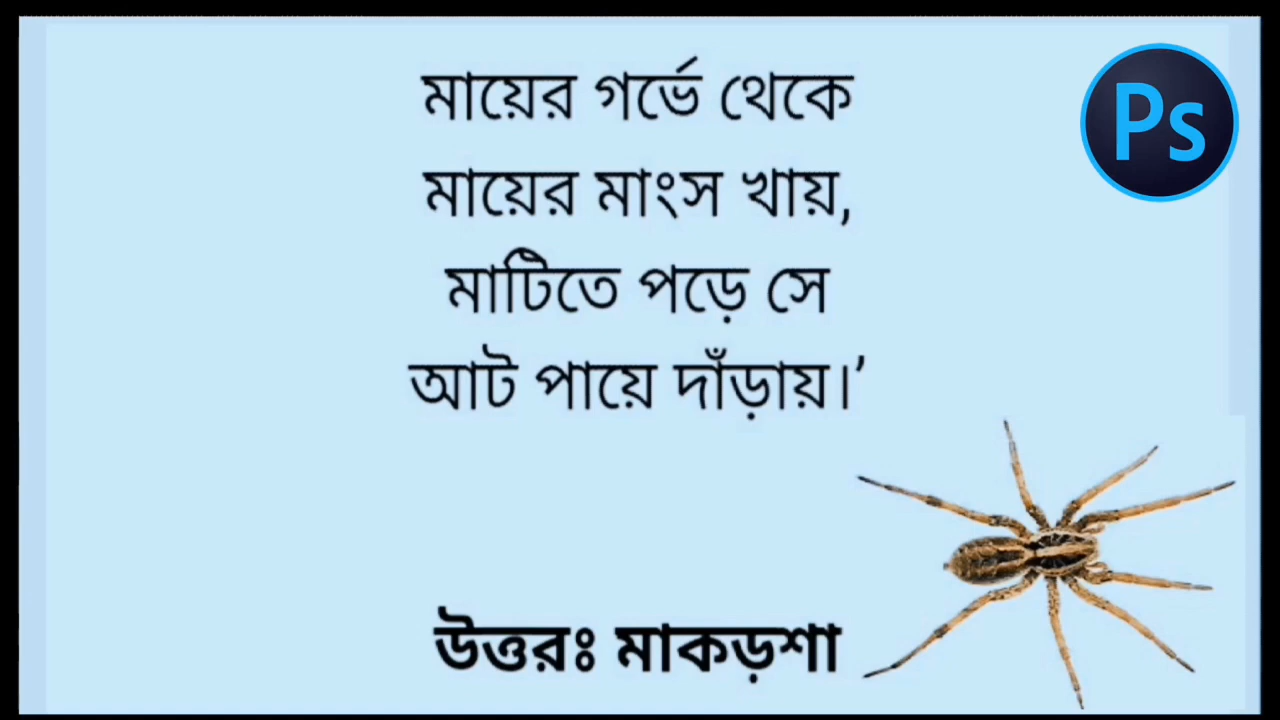 মায়ের গর্ভে থেকে
মায়ের মাংস খায়,
মাটিতে পড়ে সে
আট পায়ে দাঁড়ায়।’
উত্তরঃ মাকড়শা
Ps